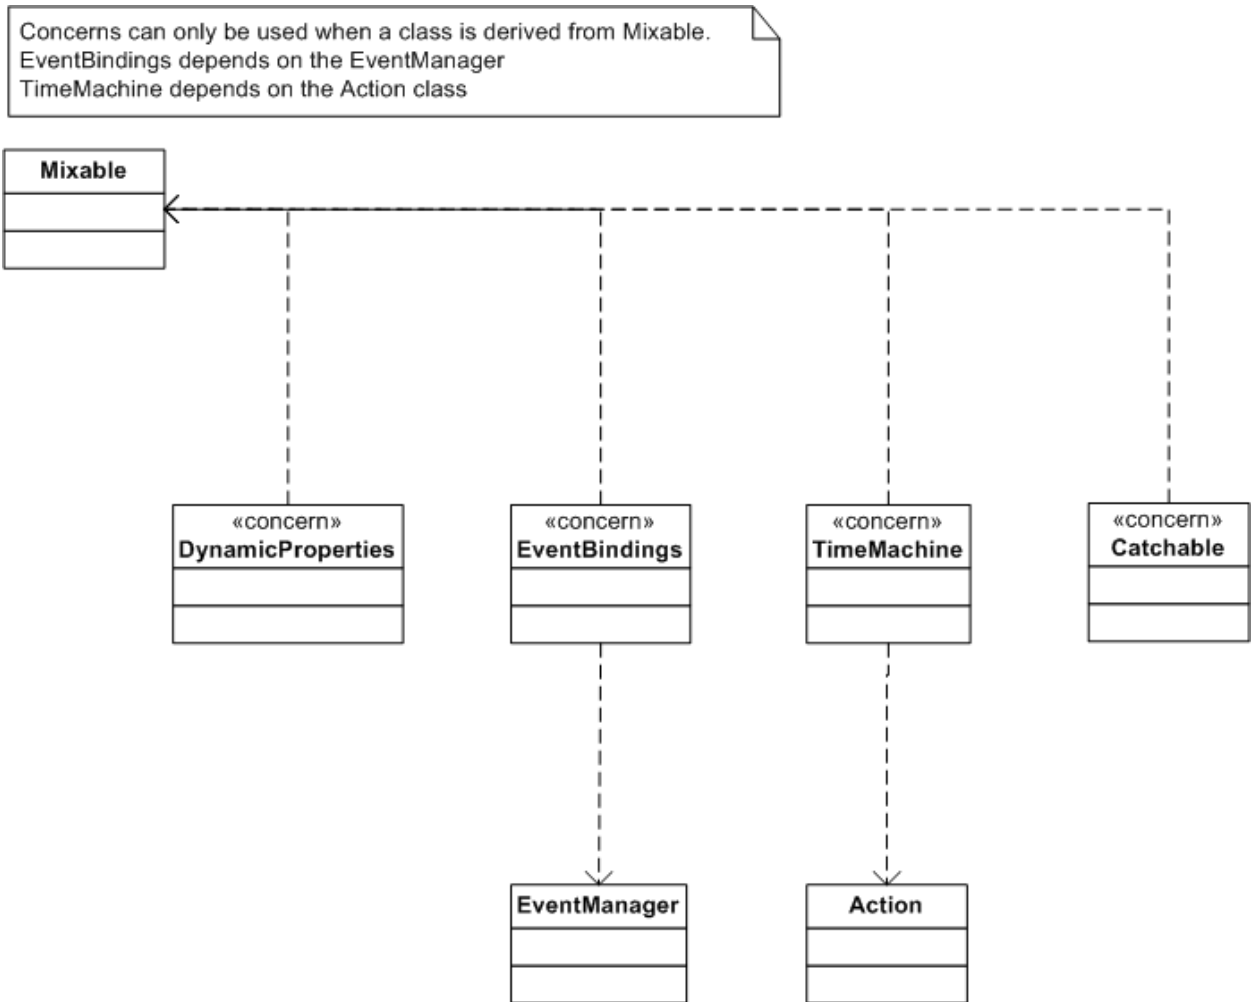 Concerns can only be used when a class is derived from Mixable.
EventBindings depends on the EventManager
TimeMachine depends on the Action class
Mixable
«concern»
DynamicProperties
«concern»
EventBindings
«concern»
TimeMachine
«concern»
Catchable
EventManager
Action